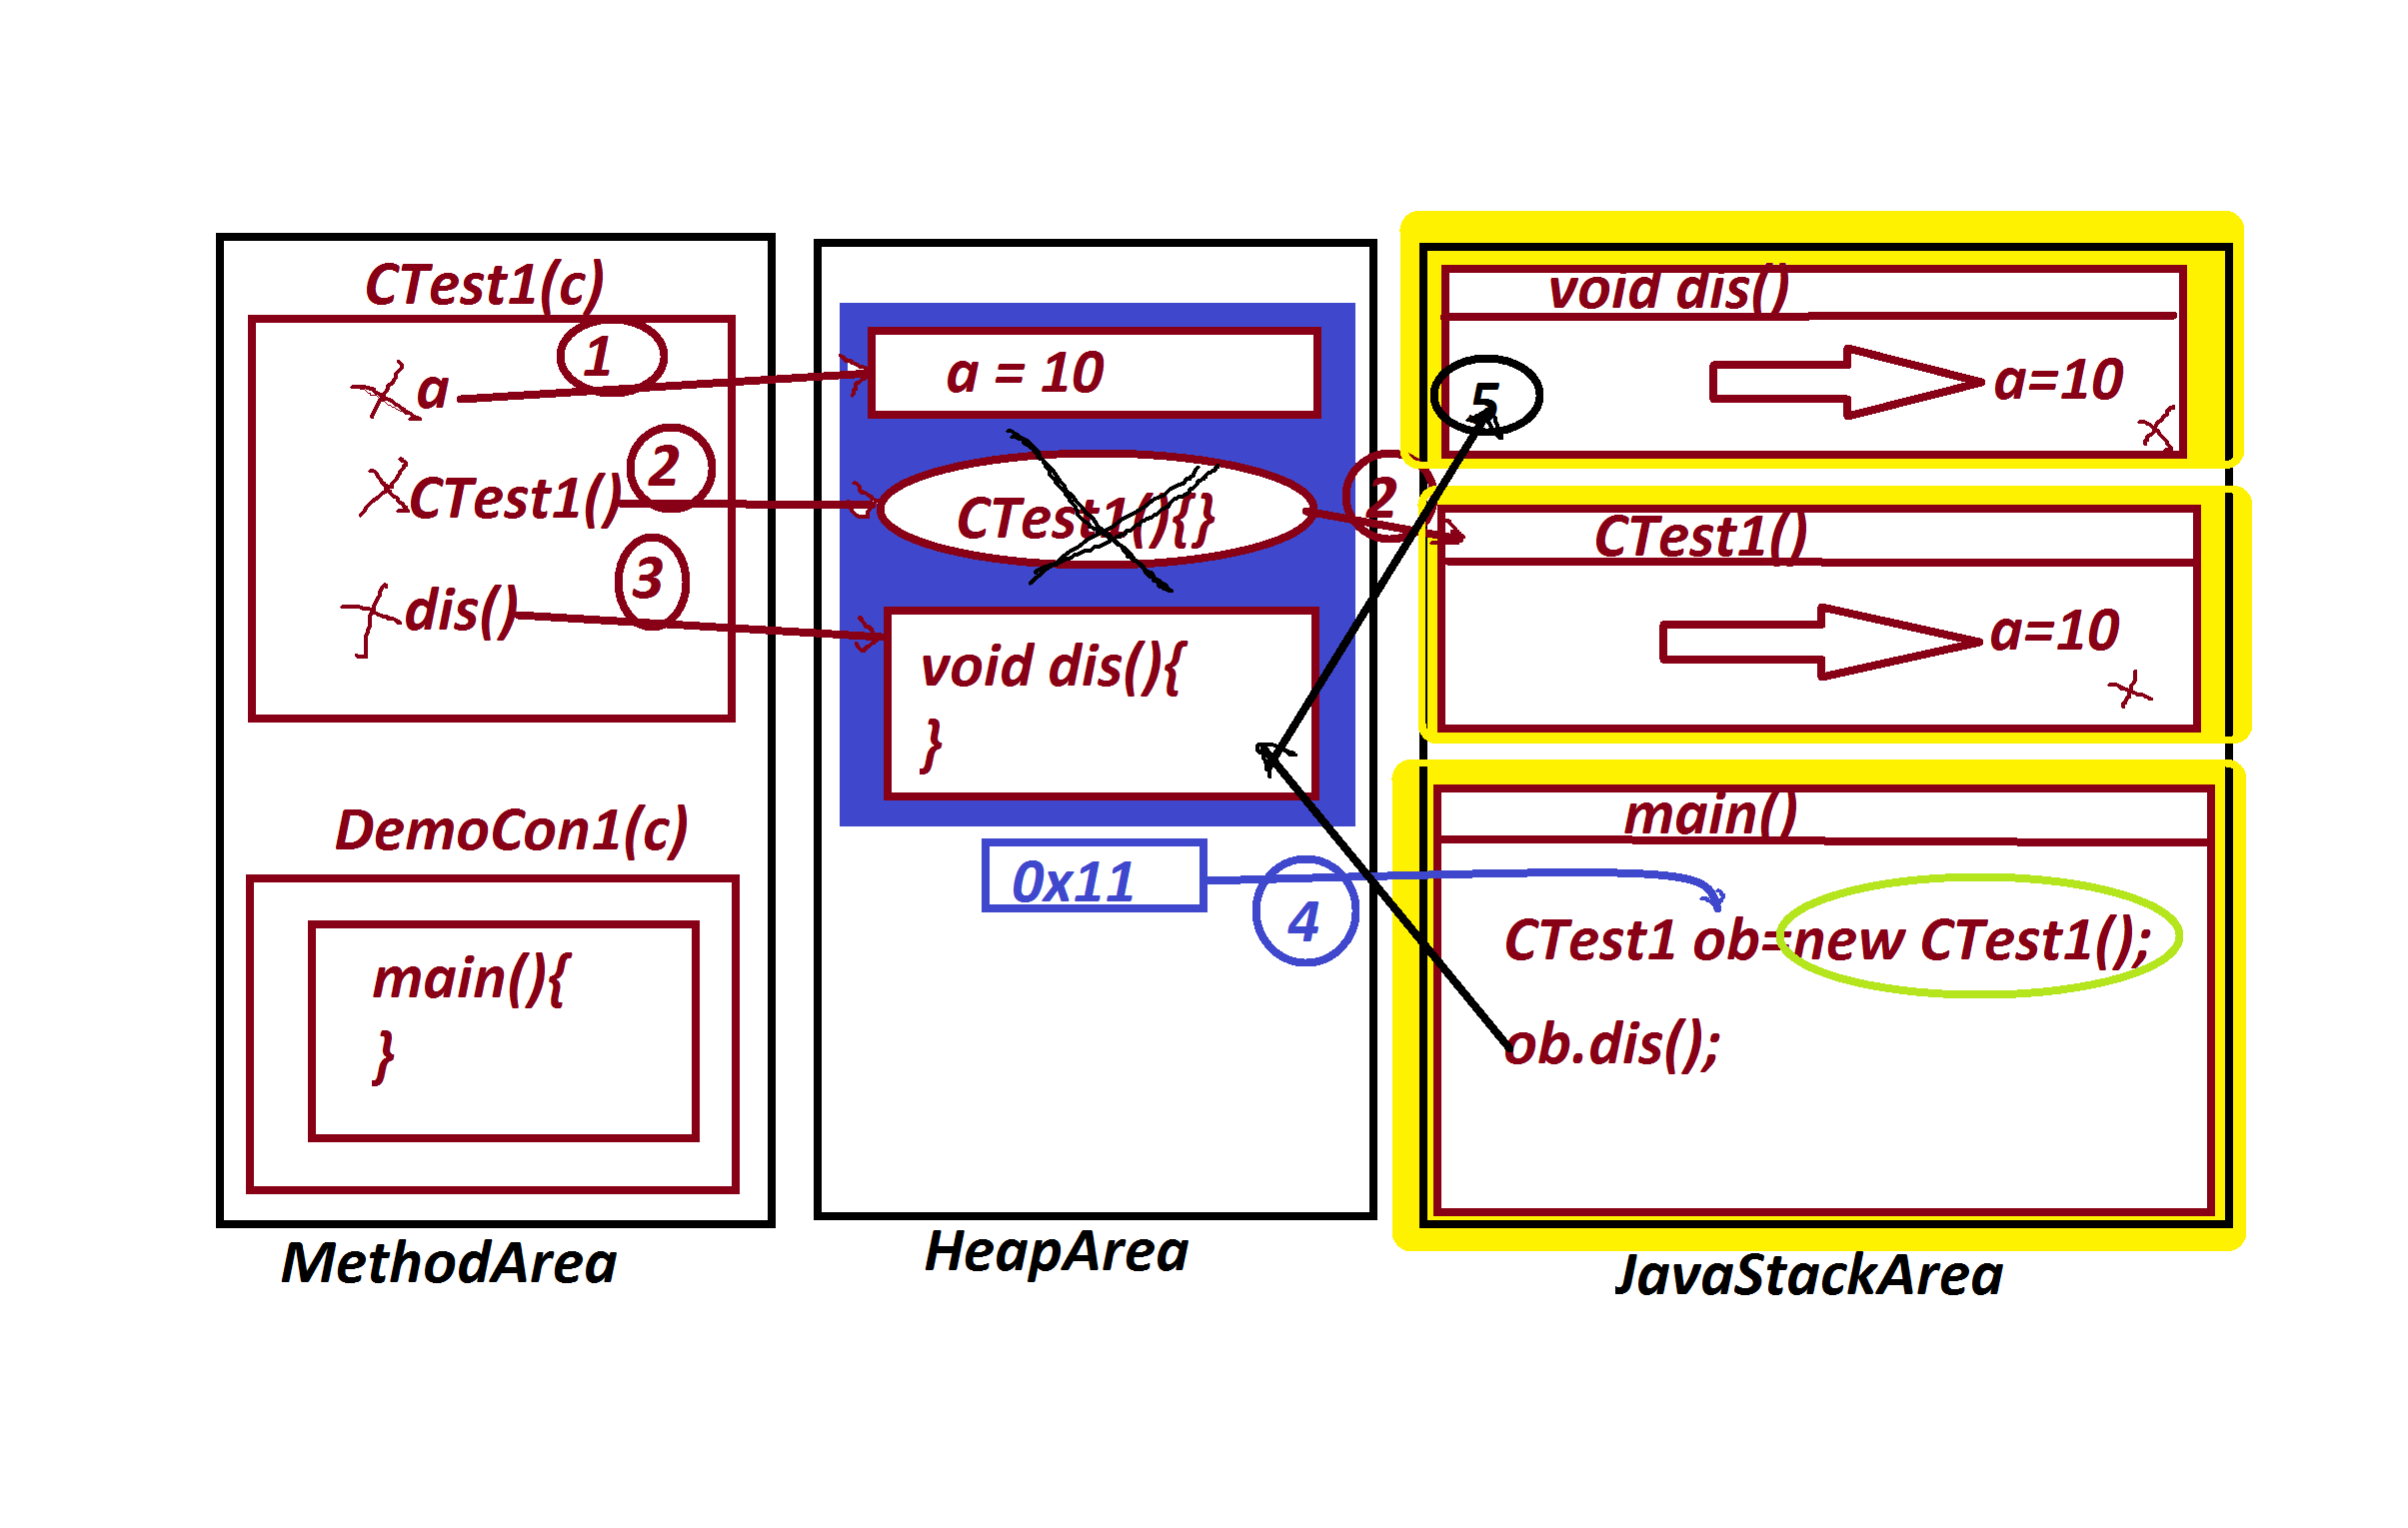 CTest1(c)
1
a
2
CTest1()
3
dis()
DemoCon1(c)
main(){
}
MethodArea
a = 10
CTest1(){}
2
void dis(){
}
0x11
4
HeapArea
void dis()
5
a=10
CTest1()
a=10
main()
CTest1 ob=new CTest1();
ob.dis();
JavaStackArea